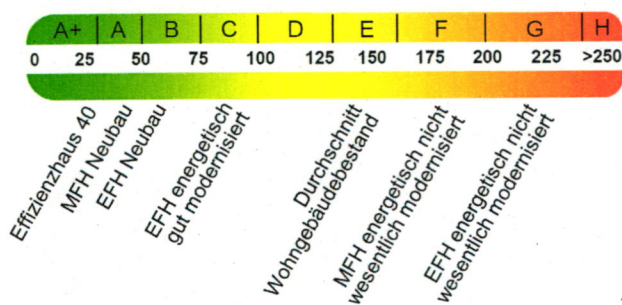 A+ A B C D E F G H
0 25 50 75 100 125 150 175 200 225 >250
Effizienzhaus 40
MFH Neubau
EFH Neubau
EFH energetisch
gut modernisiert
Durchschnitt
Wohngebäudebestand
MFH energetisch nicht
wesentlich modernisiert
EFH energetisch nicht
wesentlich modernisiert